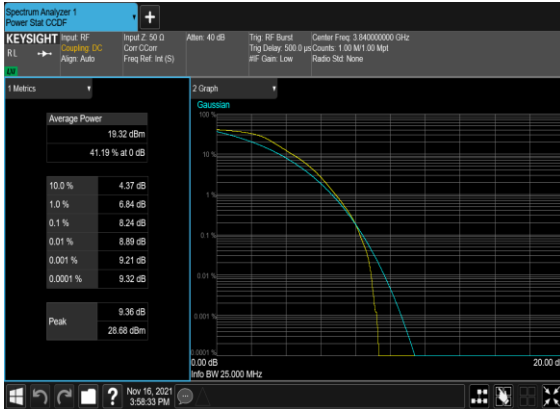 Spectrum Analyzer 1
Power Stat CCDF
+
KEYSIGHT Input: RF Input Z: 50 Ω Atten: 40 dB Trig: RF Burst Center Freq: 3.840000000 GHz
RL Coupling: DC Corr CCorr Trig Delay: 500.0 µs Counts: 1.00 M/1.00 Mpt
Align: Auto Freq Ref: Int (S) #IF Gain: Low Radio Std: None
1 Metrics
2 Graph
Average Power
19.32 dBm
41.19 % at 0 dB
10.0 % 4.37 dB
1.0 % 6.84 dB
0.1 % 8.24 dB
0.01 % 8.89 dB
0.001 % 9.21 dB
0.0001 % 9.32 dB
Peak 9.36 dB
28.68 dBm
Gaussian
100 %
10 %
1 %
0.1 %
0.01 %
0.001 %
0.0001 %
0.00 dB 20.00 d
Info BW 25.000 MHz
? Nov 16, 2021
3:58:33 PM